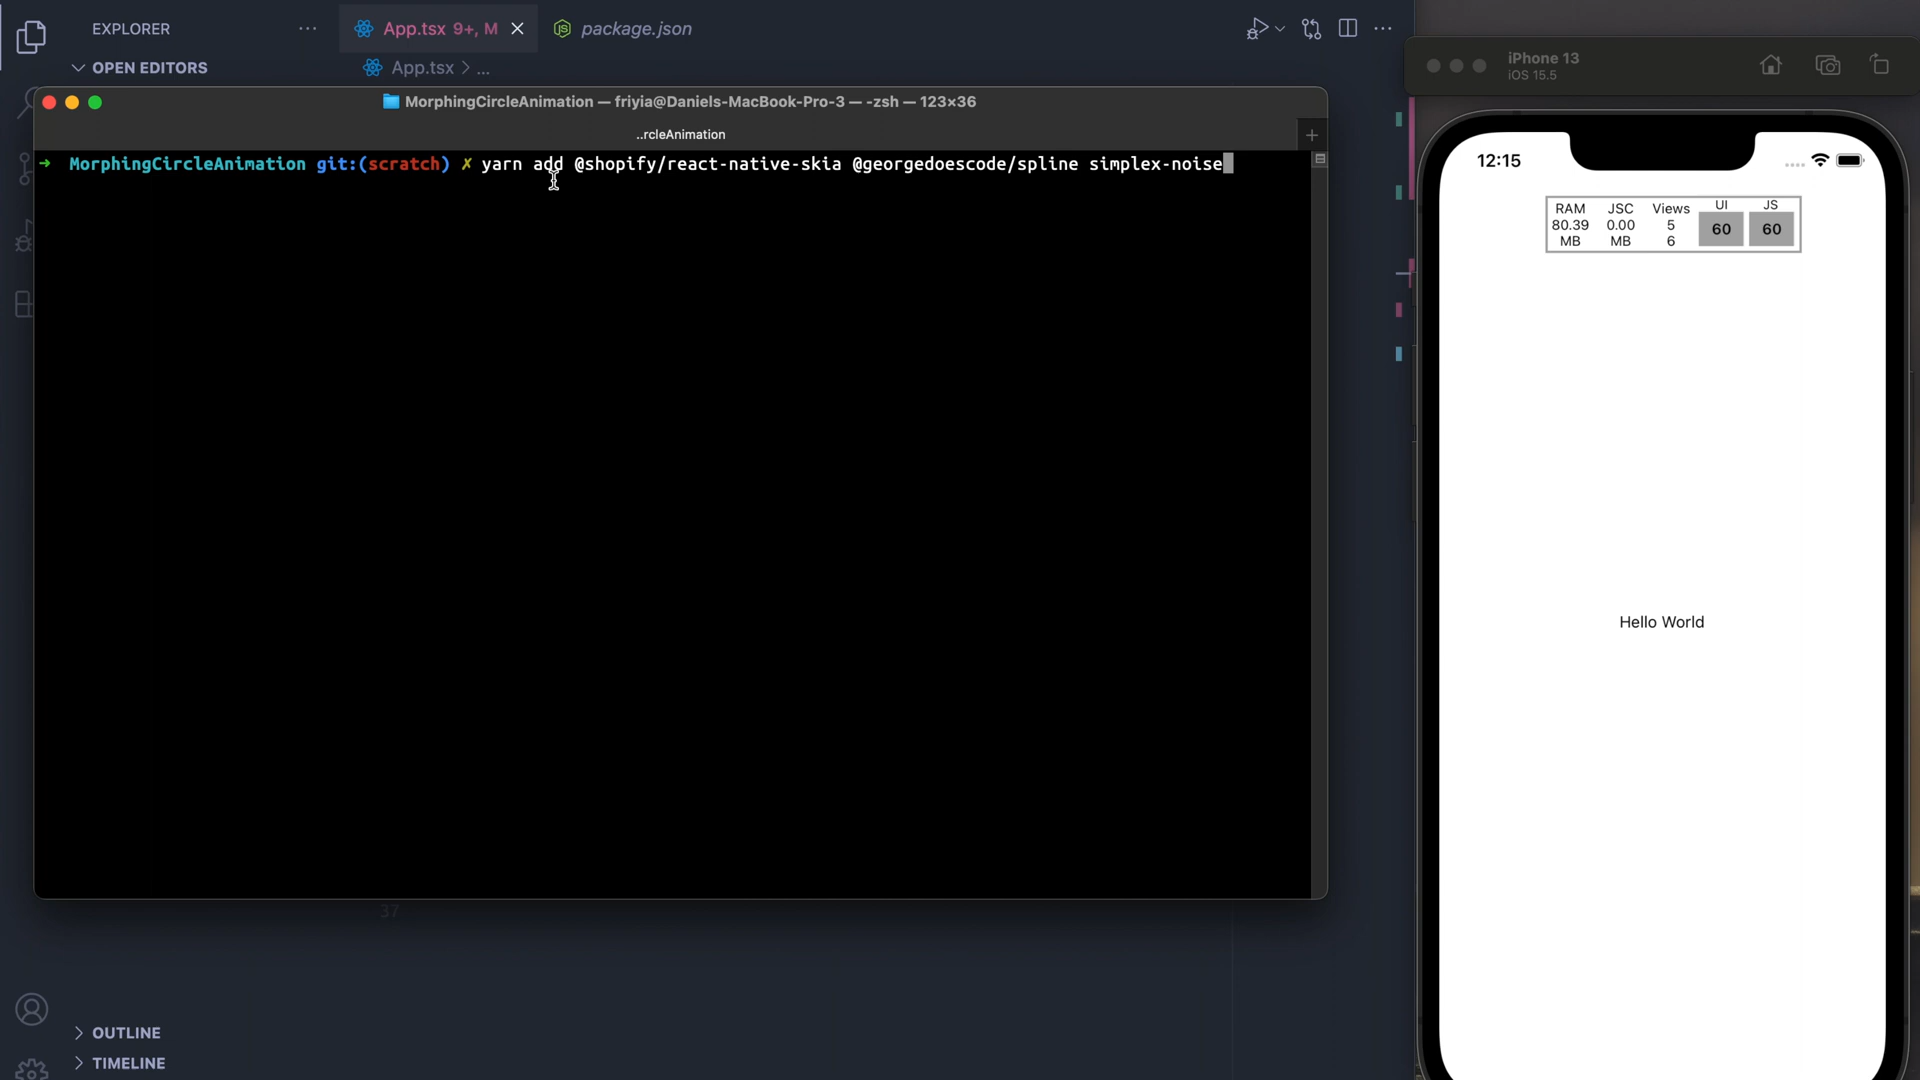 EXPLORER ···
App.tsx 9+, M
package.json
OPEN EDITORS
App.tsx > ...
iPhone 13
iOS 15.5
MorphingCircleAnimation — friyia@Daniels-MacBook-Pro-3 — -zsh — 123×36
..rcleAnimation
+
→ MorphingCircleAnimation git:(scratch) ✗ yarn add @shopify/react-native-skia @georgedoescode/spline simplex-noise
12:15
RAM JSC Views UI JS
80.39 0.00 5 60 60
MB MB 6
Hello World
37
OUTLINE
TIMELINE